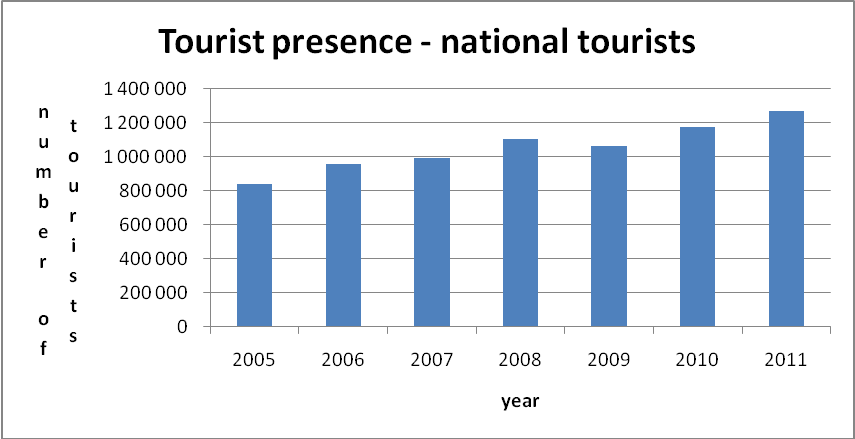 Tourist presence - national tourists
number of
tourists
1 400 000
1 200 000
1 000 000
800 000
600 000
400 000
200 000
0
2005 2006 2007 2008 2009 2010 2011
year